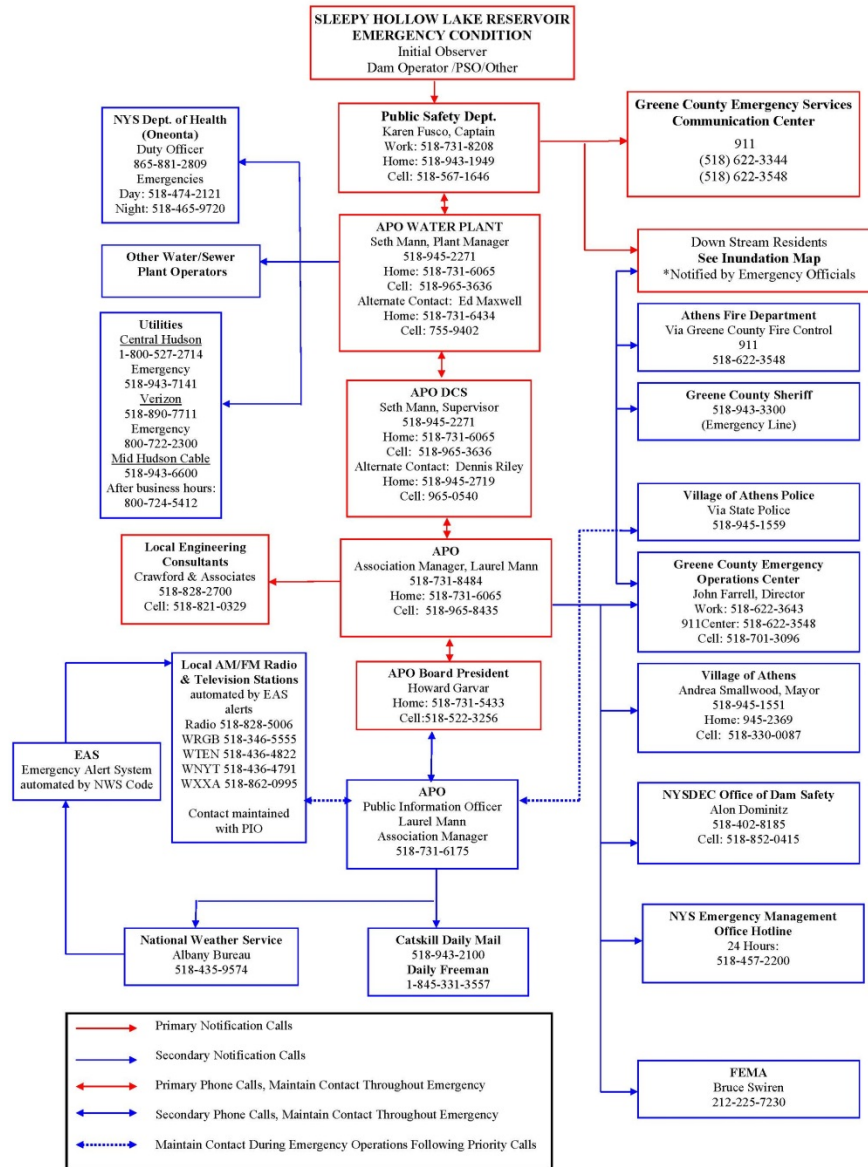 SLEEPY HOLLOW LAKE RESERVOIR
EMERGENCY CONDITION
Initial Observer
Dam Operator /PSO/Other
NYS Dept. of Health
(Oneonta)
Duty Officer
865-881-2809
Emergencies
Day: 518-474-2121
Night: 518-465-9720
Public Safety Dept.
Karen Fusco, Captain
Work: 518-731-8208
Home: 518-943-1949
Cell: 518-567-1646
Greene County Emergency Services
Communication Center
911
(518) 622-3344
(518) 622-3548
Other Water/Sewer
Plant Operators
APO WATER PLANT
Seth Mann, Plant Manager
518-945-2271
Home: 518-731-6065
Cell: 518-965-3636
Alternate Contact: Ed Maxwell
Home: 518-731-6434
Cell: 755-9402
Down Stream Residents
See Inundation Map
*Notified by Emergency Officials
Athens Fire Department
Via Greene County Fire Control
911
518-622-3548
Utilities
Central Hudson
1-800-527-2714
Emergency
518-943-7141
Verizon
518-890-7711
Emergency
800-722-2300
Mid Hudson Cable
518-943-6600
After business hours:
800-724-5412
APO DCS
Seth Mann, Supervisor
518-945-2271
Home: 518-731-6065
Cell: 518-965-3636
Alternate Contact: Dennis Riley
Home: 518-945-2719
Cell: 965-0540
Greene County Sheriff
518-943-3300
(Emergency Line)
Village of Athens Police
Via State Police
518-945-1559
Local Engineering
Consultants
Crawford & Associates
518-828-2700
Cell: 518-821-0329
APO
Association Manager, Laurel Mann
518-731-8484
Home: 518-731-6065
Cell: 518-965-8435
Greene County Emergency
Operations Center
John Farrell, Director
Work: 518-622-3643
911Center: 518-622-3548
Cell: 518-701-3096
Local AM/FM Radio
& Television Stations
automated by EAS
alerts
Radio 518-828-5006
WRGB 518-346-5555
WTEN 518-436-4822
WNYT 518-436-4791
WXXA 518-862-0995
Contact maintained
with PIO
APO Board President
Howard Garvar
Home: 518-731-5433
Cell:518-522-3256
Village of Athens
Andrea Smallwood, Mayor
518-945-1551
Home: 945-2369
Cell: 518-330-0087
EAS
Emergency Alert System
automated by NWS Code
APO
Public Information Officer
Laurel Mann
Association Manager
518-731-6175
NYSDEC Office of Dam Safety
Alon Dominitz
518-402-8185
Cell: 518-852-0415
National Weather Service
Albany Bureau
518-435-9574
Catskill Daily Mail
518-943-2100
Daily Freeman
1-845-331-3557
NYS Emergency Management
Office Hotline
24 Hours:
518-457-2200
FEMA
Bruce Swiren
212-225-7230
Primary Notification Calls
Secondary Notification Calls
Primary Phone Calls, Maintain Contact Throughout Emergency
Secondary Phone Calls, Maintain Contact Throughout Emergency
Maintain Contact During Emergency Operations Following Priority Calls